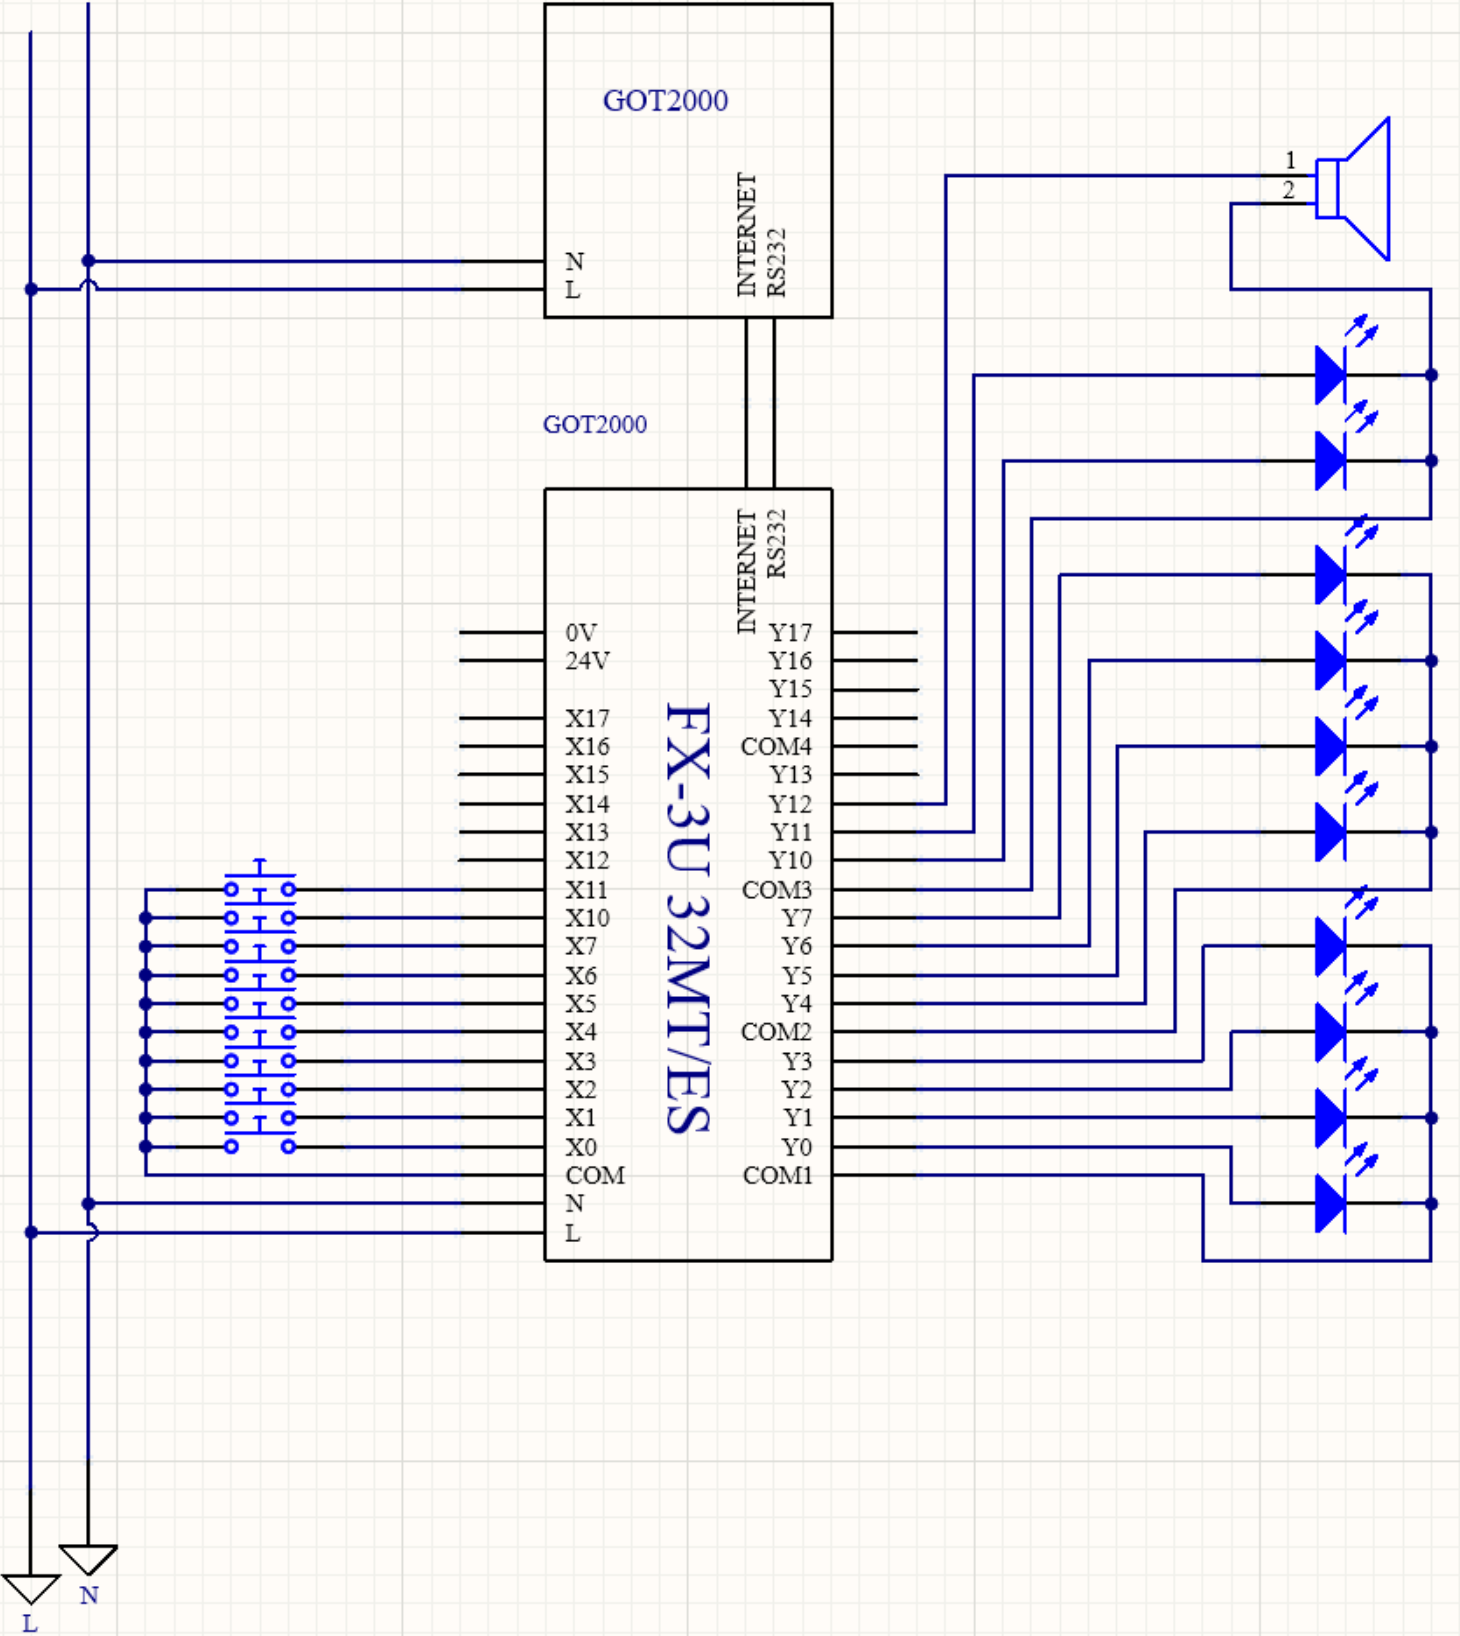 GOT2000
INTERNET
RS232
N
L
1
2
GOT2000
INTERNET
RS232
0V
24V
X17
X16
X15
X14
X13
X12
X11
X10
X7
X6
X5
X4
X3
X2
X1
X0
COM
N
L
FX-3U 32MT/ES
Y17
Y16
Y15
Y14
COM4
Y13
Y12
Y11
Y10
COM3
Y7
Y6
Y5
Y4
COM2
Y3
Y2
Y1
Y0
COM1
N
L